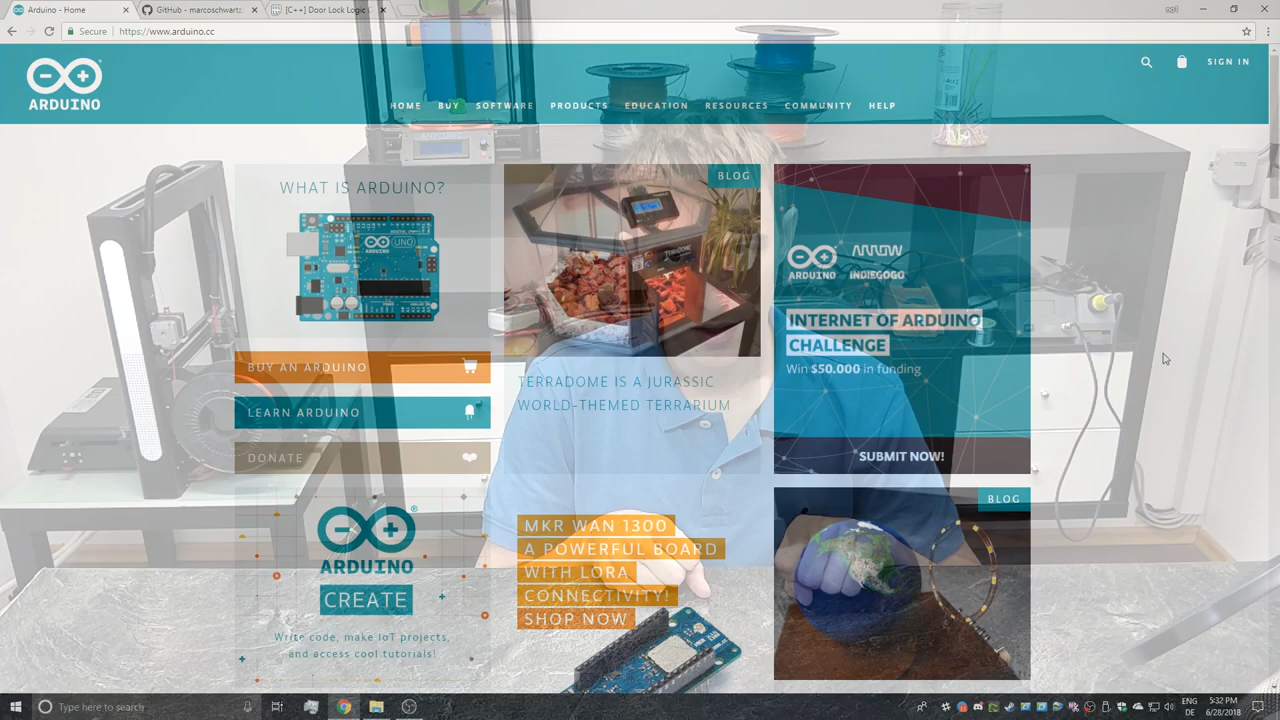 Arduino - Home
GitHub - marcoschwartz
[C++] Door Lock Logic
Secure
https://www.arduino.cc
ARDUINO
SIGN IN
HOME BUY SOFTWARE PRODUCTS EDUCATION RESOURCES COMMUNITY HELP
WHAT IS ARDUINO?
ARDUINO
UNO
BUY AN ARDUINO
LEARN ARDUINO
DONATE
BLOG
TERRADOME IS A JURASSIC
WORLD-THEMED TERRARIUM
ARDUINO
ARROW
INDIEGOGO
INTERNET OF ARDUINO
CHALLENGE
Win $50.000 in funding
SUBMIT NOW!
ARDUINO
CREATE
Write code, make IoT projects,
and access cool tutorials!
MKR WAN 1300
A POWERFUL BOARD
WITH LORA
CONNECTIVITY!
SHOP NOW
BLOG
Type here to search
ENG
DE
5:32 PM
6/28/2018